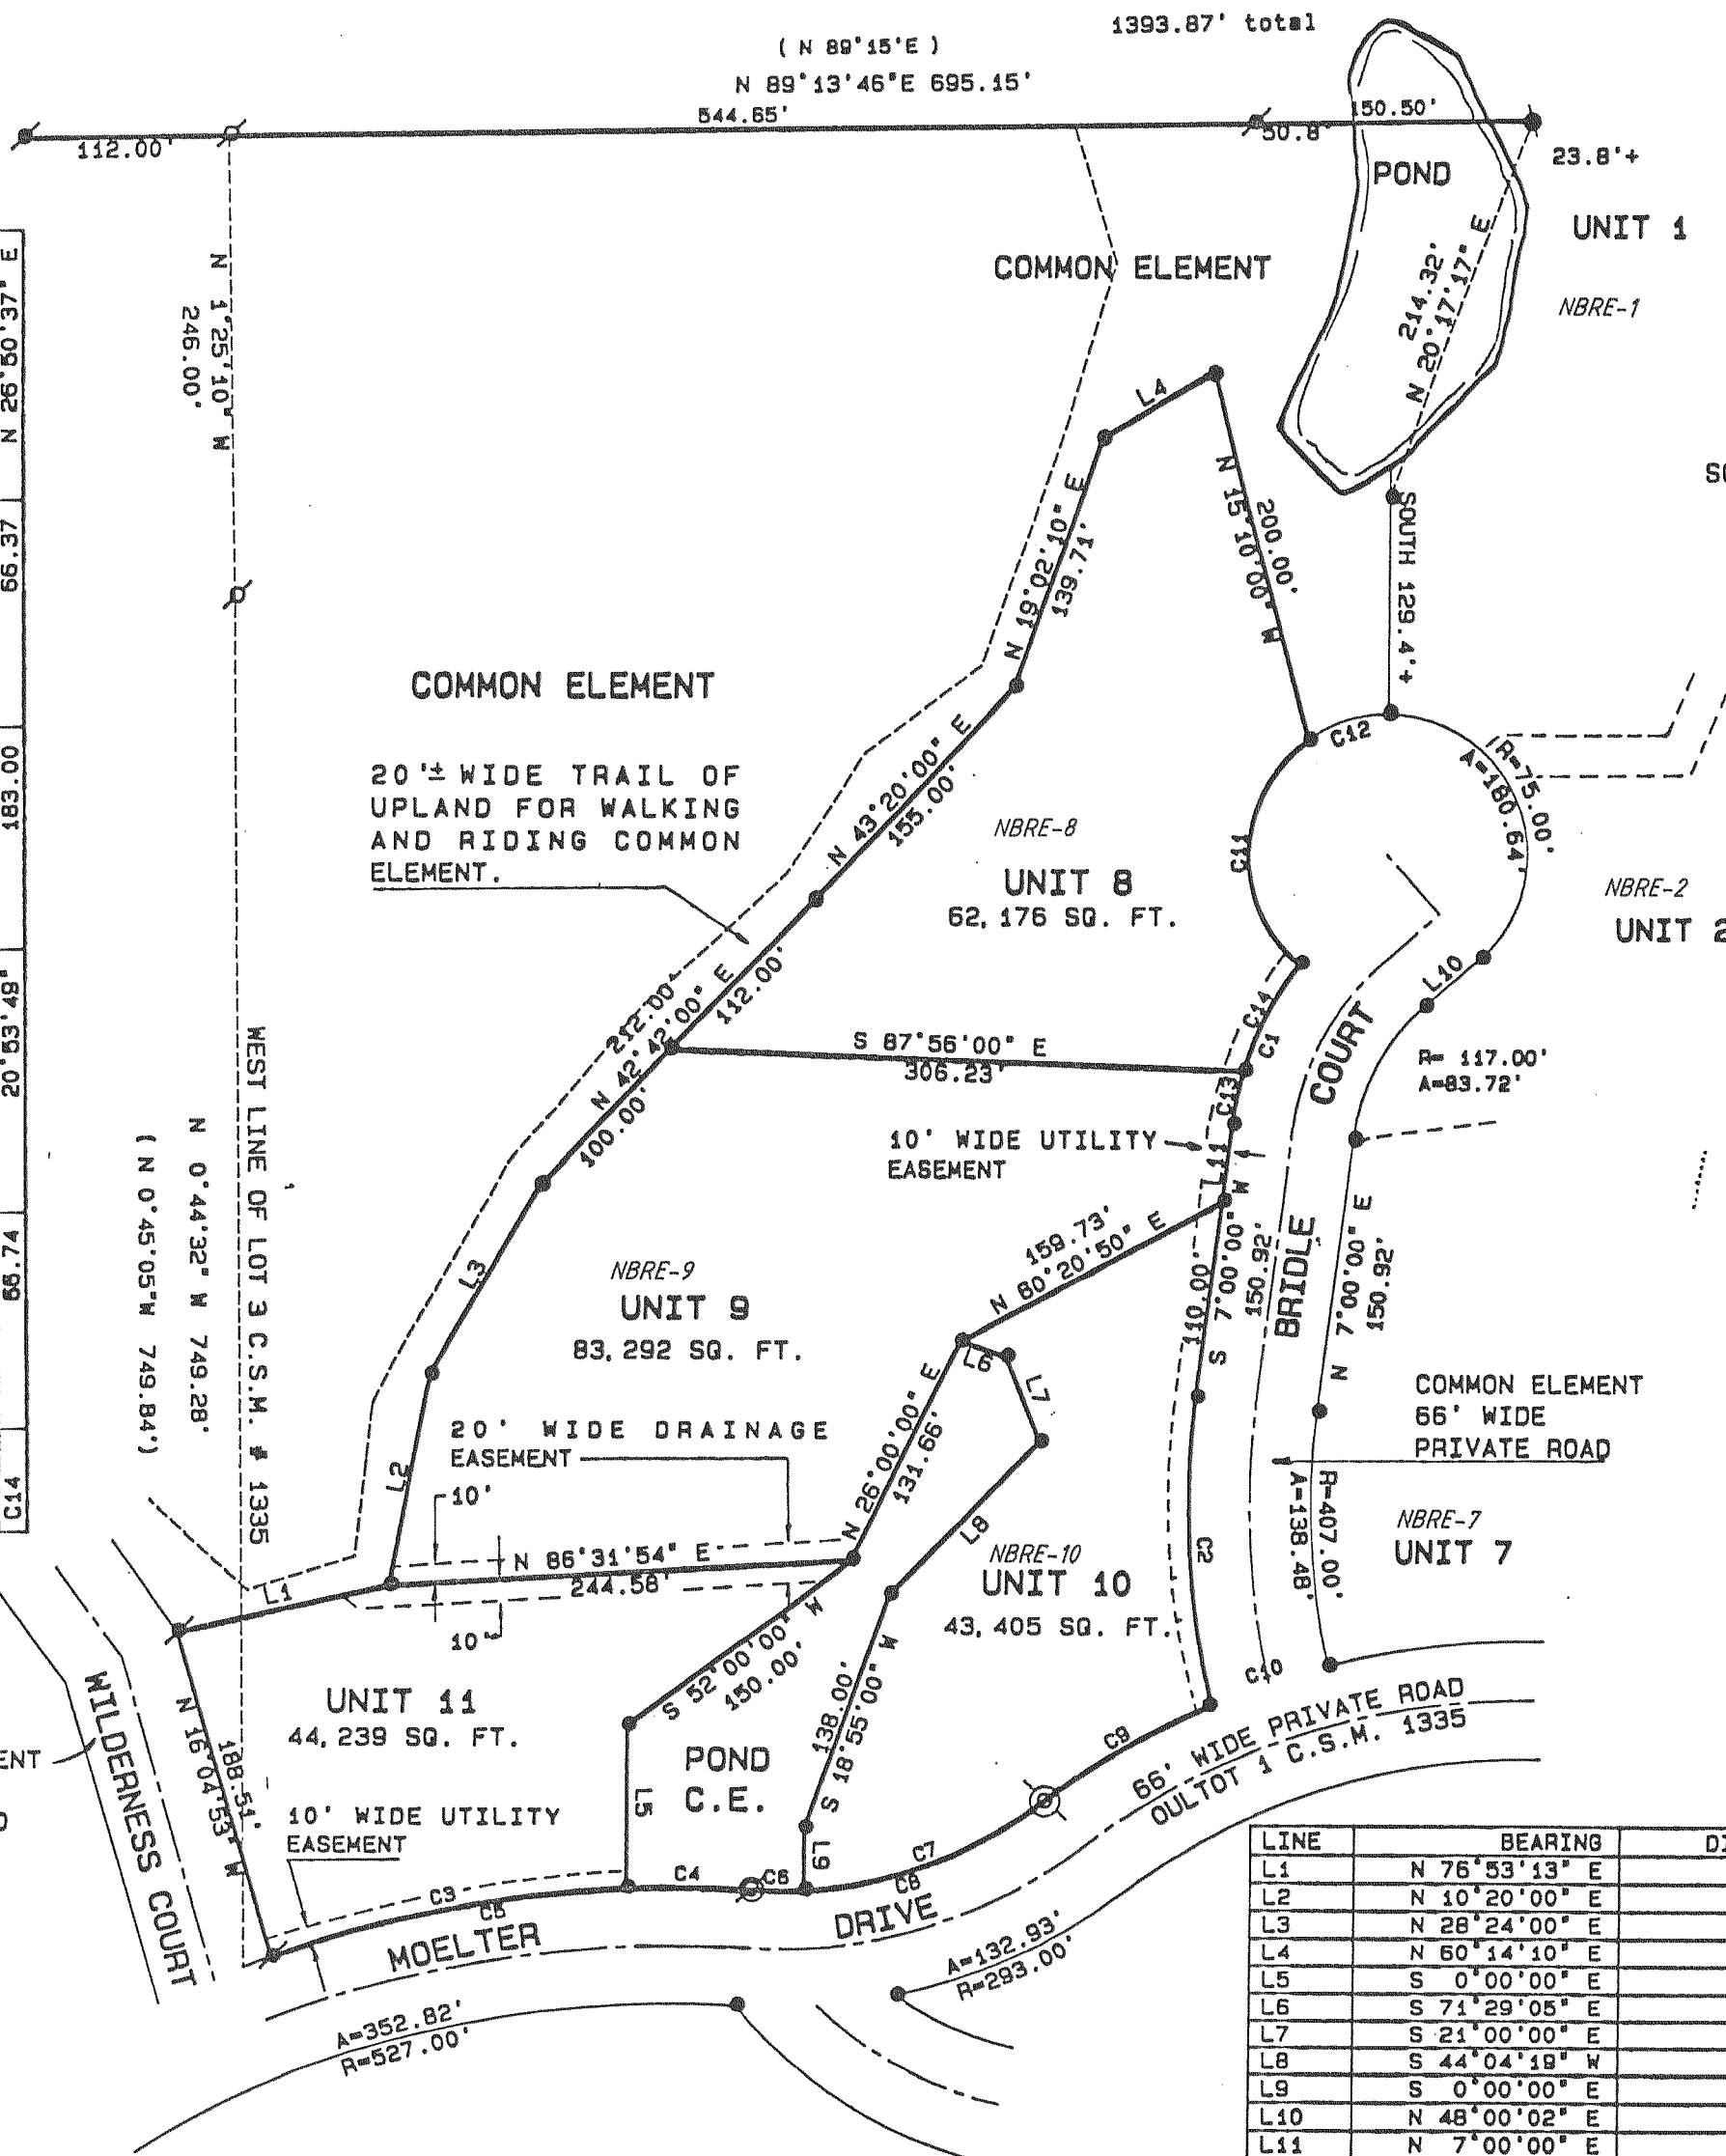 1393.87' total
( N 89°15'E )
N 89°13'46"E 695.15'
544.65'
150.50'
112.00'
50.8'
23.8'+
POND
UNIT 1
NBRE-1
COMMON ELEMENT
214.32'
N 20°17'17" E
N 1°25'10" W
246.00'
N 26°50'37" E
66.37
183.00
20°53'49"
66.74
C14
L4
N 15°10'00" W
200.00'
SOUTH 129.4'+
N 19°02'10" E
139.71'
COMMON ELEMENT
20'± WIDE TRAIL OF
UPLAND FOR WALKING
AND RIDING COMMON
ELEMENT.
N 43°20'00" E
155.00'
C12
R=75.00'
A=180.64'
C11
NBRE-8
UNIT 8
62,176 SQ. FT.
NBRE-2
UNIT 2
L10
C14
C1
212.00'
N 42°42'00" E
112.00'
100.00'
S 87°56'00" E
306.23'
C13
COURT
R= 117.00'
A=83.72'
10' WIDE UTILITY
EASEMENT
L11
WEST LINE OF LOT 3 C.S.M. # 1335
N 0°44'32" W 749.28'
( N 0°45'05"W 749.84')
159.73'
N 60°20'50" E
110.00'
S 7°00'00" W
150.92'
BRIDLE
N 7°00'00" E
150.92'
L3
NBRE-9
UNIT 9
83,292 SQ. FT.
L6
L7
COMMON ELEMENT
66' WIDE
PRIVATE ROAD
20' WIDE DRAINAGE
EASEMENT
N 26°00'00" E
131.66'
L2
10'
L8
R=407.00'
A=138.48'
NBRE-7
UNIT 7
C2
N 86°31'54" E
244.58'
L1
10'
NBRE-10
UNIT 10
43,405 SQ. FT.
S 52°00'00" W
150.00'
138.00'
S 18°55'00" W
C10
WILDERNESS COURT
N 16°04'53" W
188.51'
UNIT 11
44,239 SQ. FT.
POND
C.E.
L5
C9
66' WIDE PRIVATE ROAD
OULTOT 1 C.S.M. 1335
10' WIDE UTILITY
EASEMENT
L9
C3
C5
C4
C6
C7
C8
MOELTER DRIVE
A=132.93'
R=293.00'
A=352.82'
R=527.00'
LINE BEARING
L1 N 76°53'13" E
L2 N 10°20'00" E
L3 N 28°24'00" E
L4 N 60°14'10" E
L5 S 0°00'00" E
L6 S 71°29'05" E
L7 S 21°00'00" E
L8 S 44°04'19" W
L9 S 0°00'00" E
L10 N 48°00'02" E
L11 N 7°00'00" E